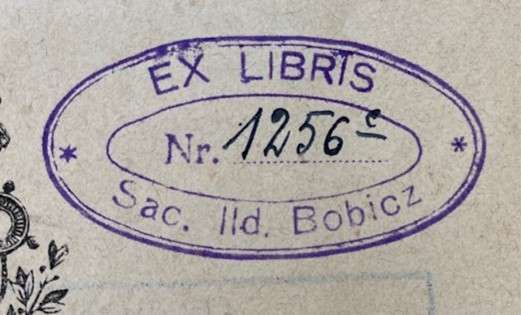 EX LIBRIS
Nr. 1256c
Sac. Ild. Bobicz